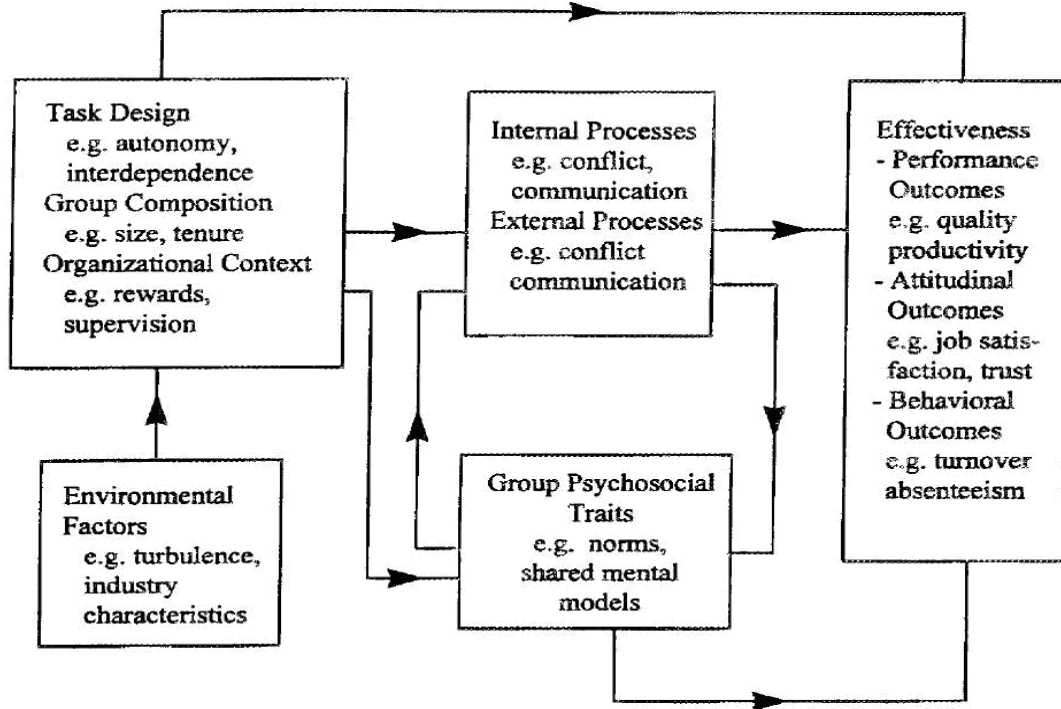 Task Design
e.g. autonomy,
interdependence
Group Composition
e.g. size, tenure
Organizational Context
e.g. rewards,
supervision
Environmental
Factors
e.g. turbulence,
industry
characteristics
Internal Processes
e.g. conflict,
communication
External Processes
e.g. conflict
communication
Group Psychosocial
Traits
e.g. norms,
shared mental
models
Effectiveness
- Performance
Outcomes
e.g. quality
productivity
- Attitudinal
Outcomes
e.g. job satis-
faction, trust
- Behavioral
Outcomes
e.g. turnover
absenteeism